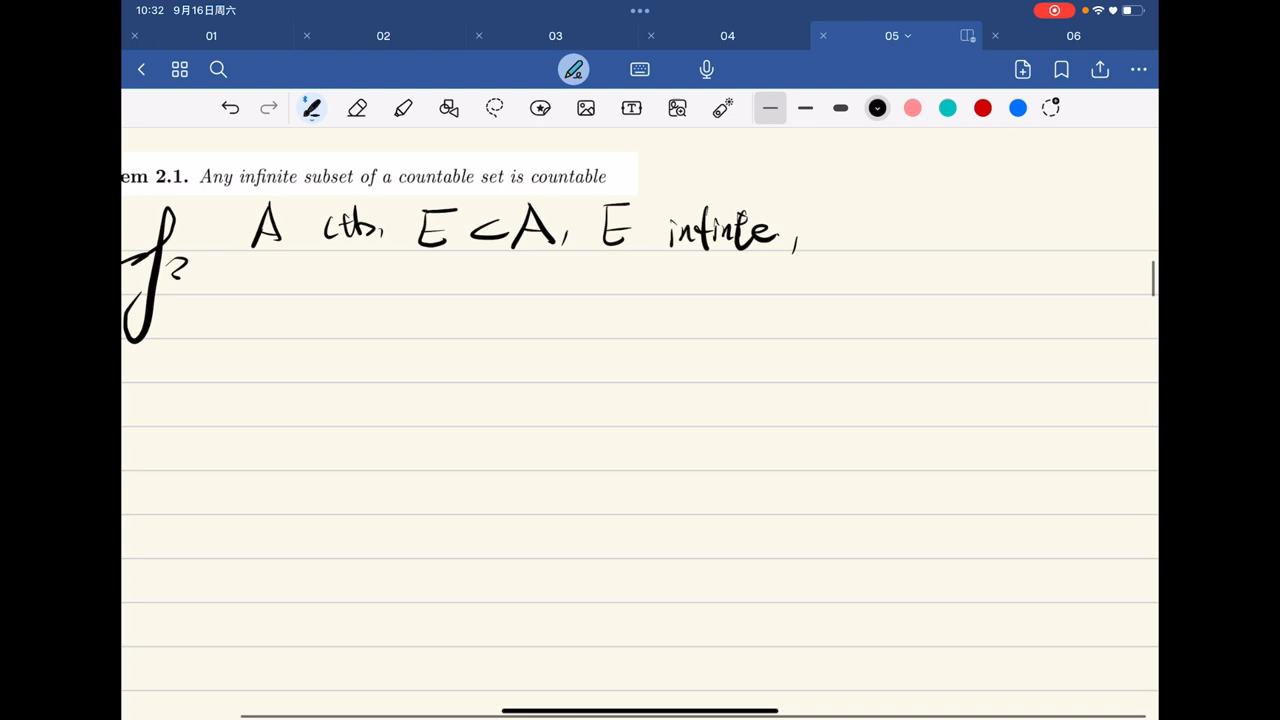 10:32 9月16日周六
01 02 03 04 05 06
em 2.1. Any infinite subset of a countable set is countable
A ctb, E ⊂ A, E infinite,